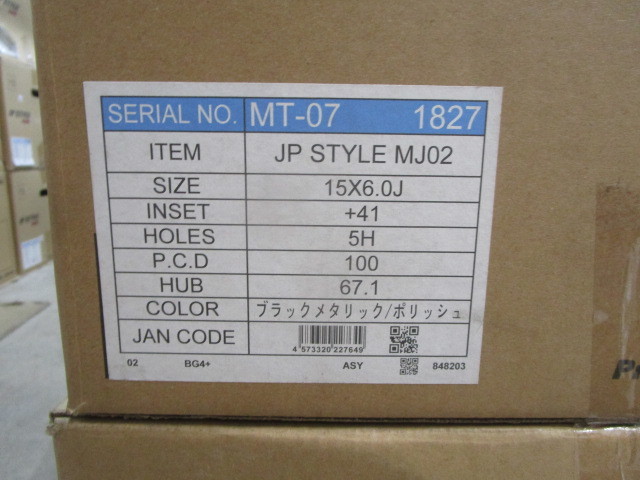 SERIAL NO. MT-07 1827
ITEM JP STYLE MJ02
SIZE 15X6.0J
INSET +41
HOLES 5H
P.C.D 100
HUB 67.1
COLOR ブラックメタリック/ポリッシュ
JAN CODE
4 573320 227649
02 BG4+ ASY 848203